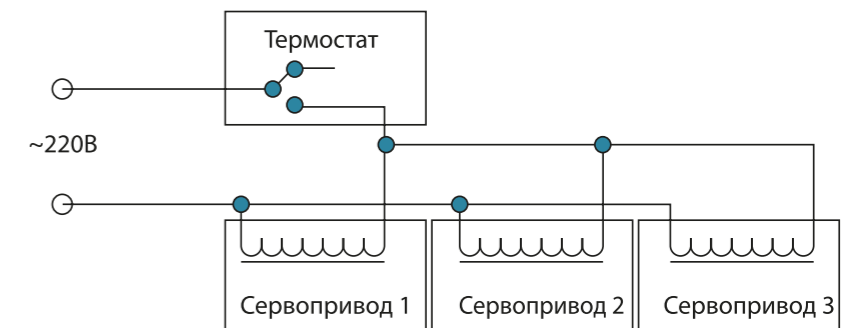 Термостат
~220В
Сервопривод 1
Сервопривод 2
Сервопривод 3